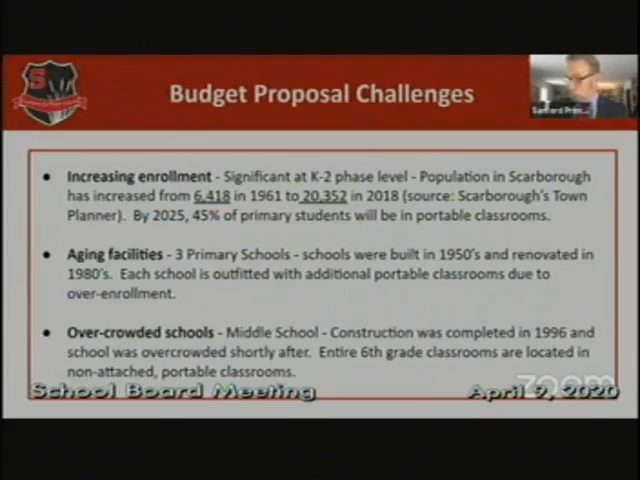 S
Budget Proposal Challenges
Sanford Prin...
● Increasing enrollment - Significant at K-2 phase level - Population in Scarborough
has increased from 6,418 in 1961 to 20,352 in 2018 (source: Scarborough's Town
Planner). By 2025, 45% of primary students will be in portable classrooms.
● Aging facilities - 3 Primary Schools - schools were built in 1950's and renovated in
1980's. Each school is outfitted with additional portable classrooms due to
over-enrollment.
● Over-crowded schools - Middle School - Construction was completed in 1996 and
school was overcrowded shortly after. Entire 6th grade classrooms are located in
non-attached, portable classrooms.
zoom
School Board Meeting April 9, 2020